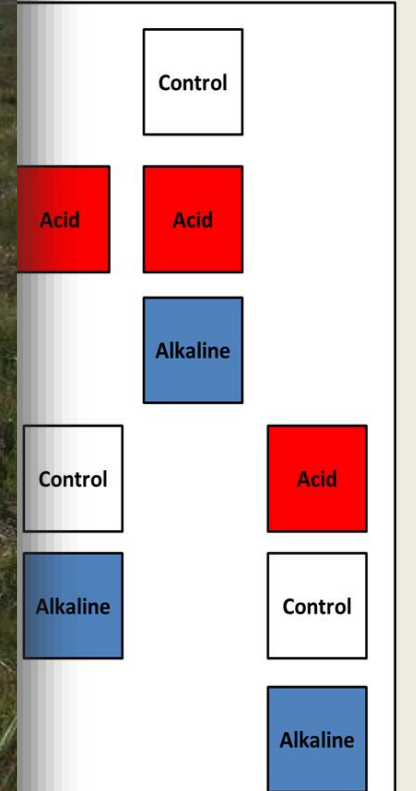 Control
Acid Acid
Alkaline
Control Acid
Alkaline Control
Alkaline